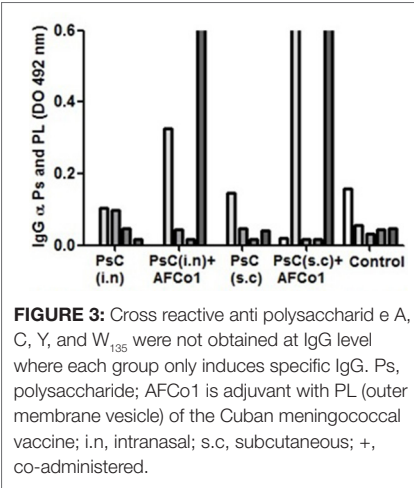 IgG α Ps and PL (DO 492 nm)
0.6
0.4
0.2
0.0
PsC PsC(i.n)+ PsC PsC(s.c)+ Control
(i.n) AFCo1 (s.c) AFCo1
FIGURE 3: Cross reactive anti polysaccharid e A,
C, Y, and W135 were not obtained at IgG level
where each group only induces specific IgG. Ps,
polysaccharide; AFCo1 is adjuvant with PL (outer
membrane vesicle) of the Cuban meningococcal
vaccine; i.n, intranasal; s.c, subcutaneous; +,
co-administered.